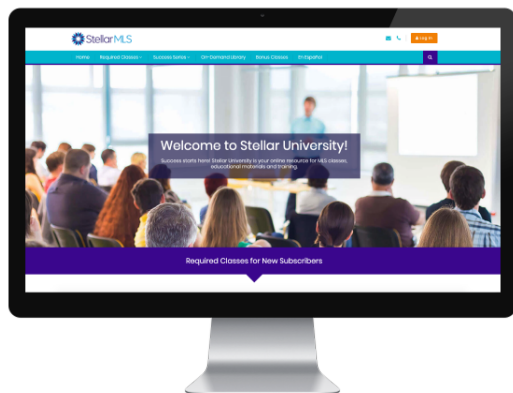 Stellar MLS
Log In
Home Required Classes Success Series On-Demand Library Bonus Classes En Español
Welcome to Stellar University!
Success starts here! Stellar University is your online resource for MLS classes,
educational materials and training.
Required Classes for New Subscribers